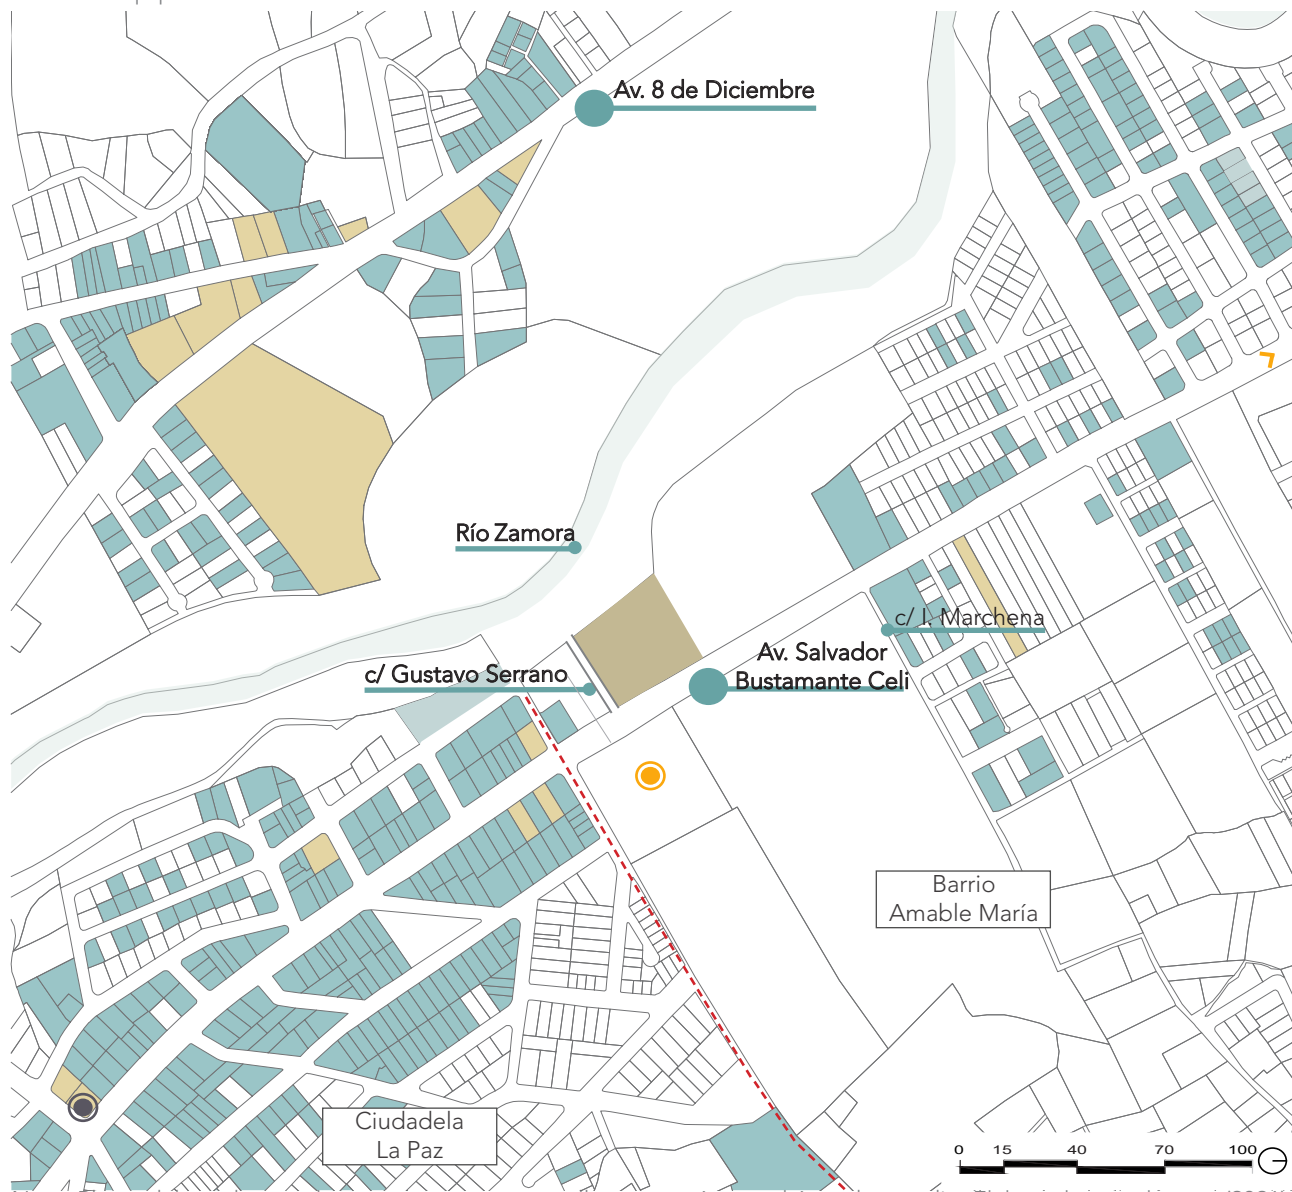 Av. 8 de Diciembre
Río Zamora
c/ I. Marchena
Av. Salvador
Bustamante Celi
c/ Gustavo Serrano
Barrio
Amable María
Ciudadela
La Paz
0 15 40 70 100